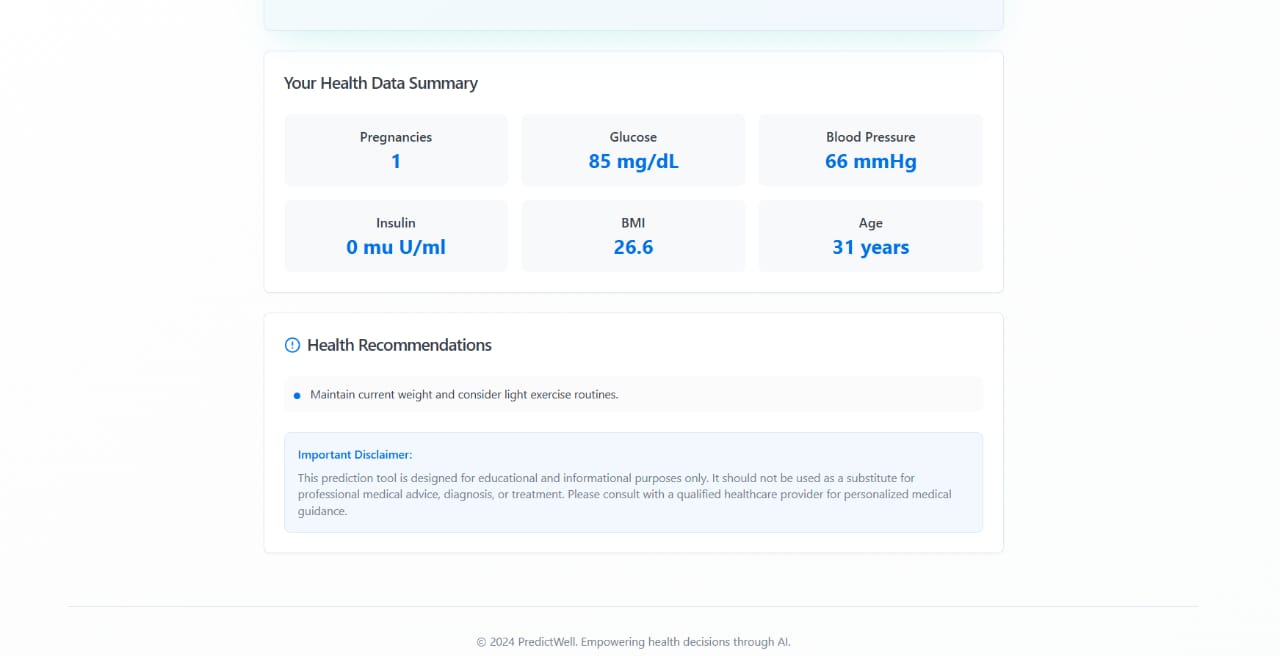 Your Health Data Summary
Pregnancies
1
Glucose
85 mg/dL
Blood Pressure
66 mmHg
Insulin
0 mu U/ml
BMI
26.6
Age
31 years
Health Recommendations
Maintain current weight and consider light exercise routines.
Important Disclaimer:
This prediction tool is designed for educational and informational purposes only. It should not be used as a substitute for
professional medical advice, diagnosis, or treatment. Please consult with a qualified healthcare provider for personalized medical
guidance.
© 2024 PredictWell. Empowering health decisions through AI.